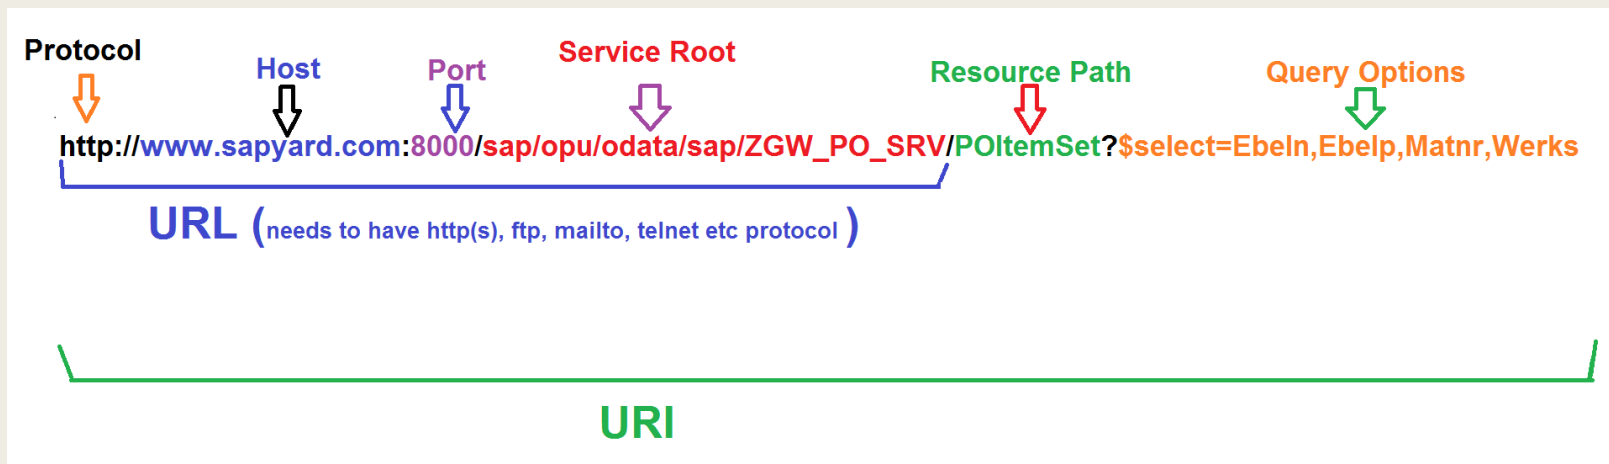 Protocol
Host
Port
Service Root
Resource Path
Query Options
http://www.sapyard.com:8000/sap/opu/odata/sap/ZGW_PO_SRV/POItemSet?$select=Ebeln,Ebelp,Matnr,Werks
URL (needs to have http(s), ftp, mailto, telnet etc protocol )
URI